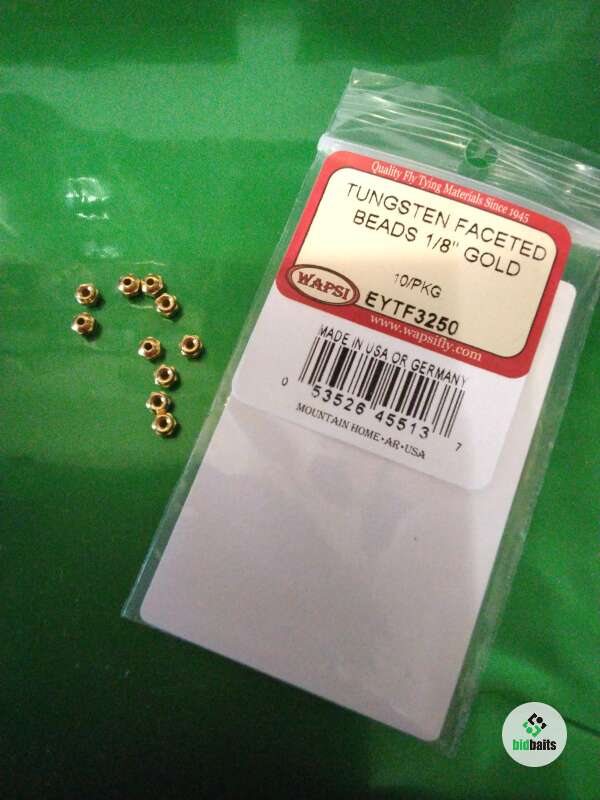 Quality Fly Tying Materials Since 1945
TUNGSTEN FACETED
BEADS 1/8" GOLD
10/PKG
WAPSI
EYTF3250
www.wapsifly.com
MADE IN USA OR GERMANY
0 53526 45513 7
MOUNTAIN HOME•AR•USA
bidbaits